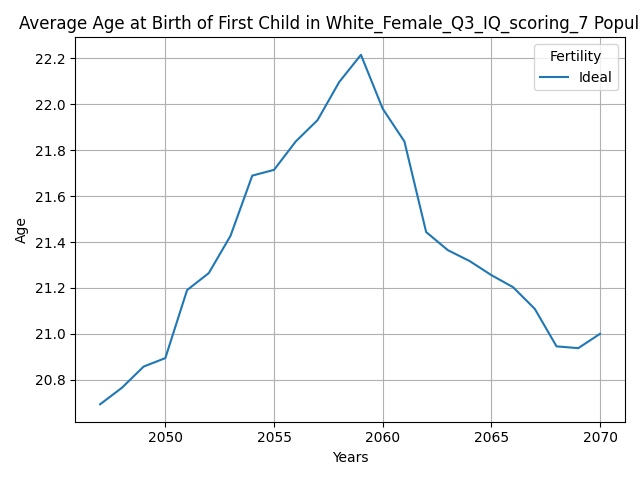 Average Age at Birth of First Child in White_Female_Q3_IQ_scoring_7 Popul
Fertility
Ideal
22.2
22.0
21.8
21.6
21.4
21.2
21.0
20.8
Age
2050 2055 2060 2065 2070
Years